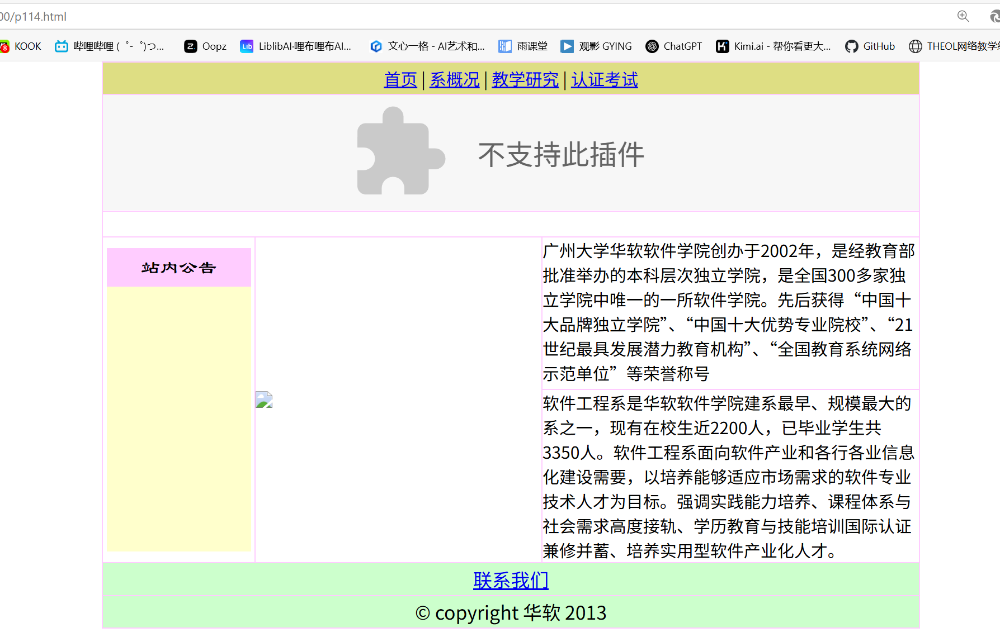 00/p114.html
KOOK
哔哩哔哩 ( ゜- ゜)つ...
Oopz
LiblibAI·哩布哩布AI...
文心一格 - AI艺术和...
雨课堂
观影 GYING
ChatGPT
Kimi.ai - 帮你看更大...
GitHub
THEOL网络教学
首页 | 系概况 | 教学研究 | 认证考试
不支持此插件
站内公告
广州大学华软软件学院创办于2002年，是经教育部
批准举办的本科层次独立学院，是全国300多家独
立学院中唯一的一所软件学院。先后获得“中国十
大品牌独立学院”、“中国十大优势专业院校”、“21
世纪最具发展潜力教育机构”、“全国教育系统网络
示范单位”等荣誉称号
软件工程系是华软软件学院建系最早、规模最大的
系之一，现有在校生近2200人，已毕业学生共
3350人。软件工程系面向软件产业和各行各业信息
化建设需要，以培养能够适应市场需求的软件专业
技术人才为目标。强调实践能力培养、课程体系与
社会需求高度接轨、学历教育与技能培训国际认证
兼修并蓄、培养实用型软件产业化人才。
联系我们
© copyright 华软 2013